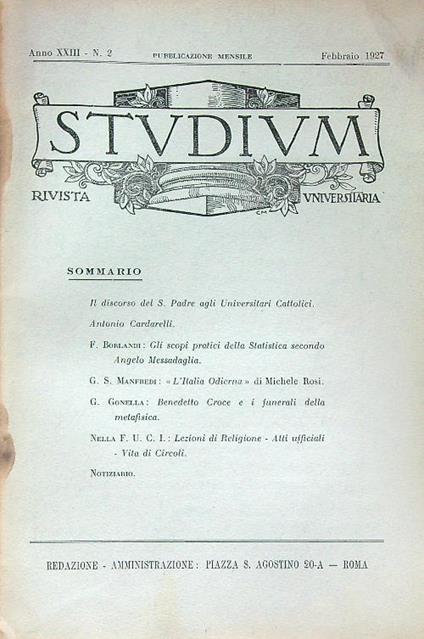 Anno XXIII - N. 2 PUBBLICAZIONE MENSILE Febbraio 1927
STVDIVM
RIVISTA VNIVERSITARIA
CM
SOMMARIO
Il discorso del S. Padre agli Universitari Cattolici.
Antonio Cardarelli.
F. BORLANDI: Gli scopi pratici della Statistica secondo
Angelo Messadaglia.
G. S. MANFREDI: « L'Italia Odierna » di Michele Rosi.
G. GONELLA: Benedetto Croce e i funerali della
metafisica.
NELLA F. U. C. I.: Lezioni di Religione - Atti ufficiali
- Vita di Circoli.
NOTIZIARIO.
REDAZIONE - AMMINISTRAZIONE: PIAZZA S. AGOSTINO 20-A — ROMA